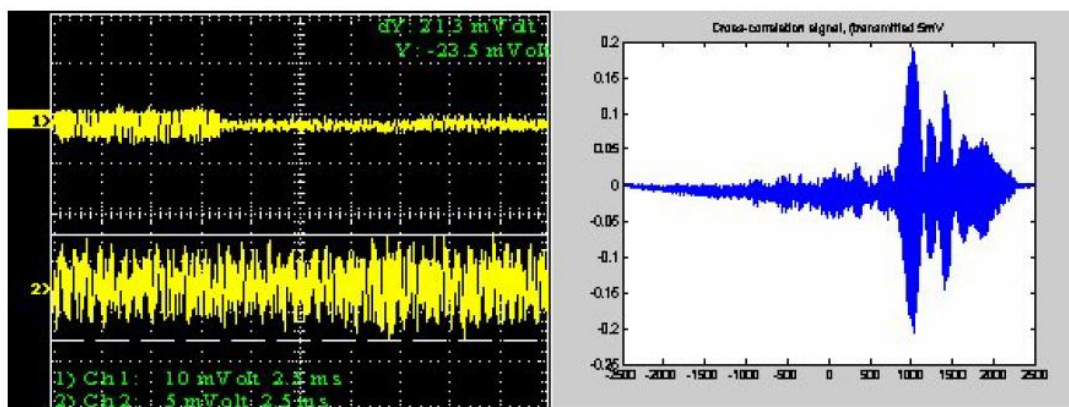 dY: 21.3 mVolt
Y: -23.5 mVolt
1)
2)
1) Ch 1: 10 mVolt 2.5 ms
2) Ch 2: 5 mVolt 2.5 ms
Cross-correlation signal, (transmitted 5mV
0.2
0.15
0.1
0.05
0
-0.05
-0.1
-0.15
-0.2
-0.25
-2500 -2000 -1500 -1000 -500 0 500 1000 1500 2000 2500